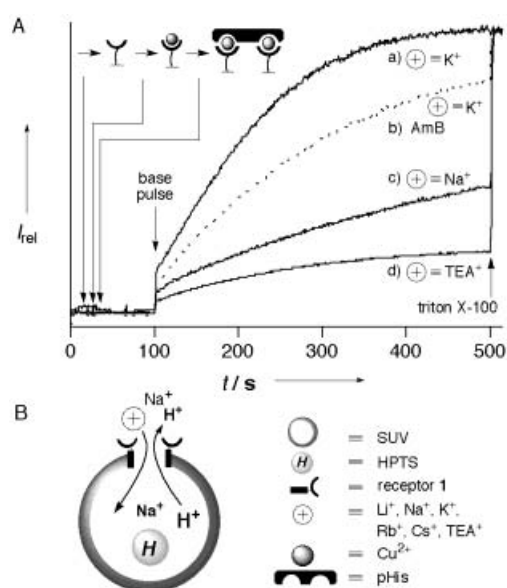 A
a) ⊕ = K⁺
⊕ = K⁺
b) AmB
base
pulse
c) ⊕ = Na⁺
d) ⊕ = TEA⁺
triton X-100
I rel
0 100 200 300 400 500
t / s
B
Na⁺
H⁺
+
Na⁺
H⁺
H
= SUV
H = HPTS
= receptor 1
+ = Li⁺, Na⁺, K⁺,
Rb⁺, Cs⁺, TEA⁺
= Cu²⁺
= pHis